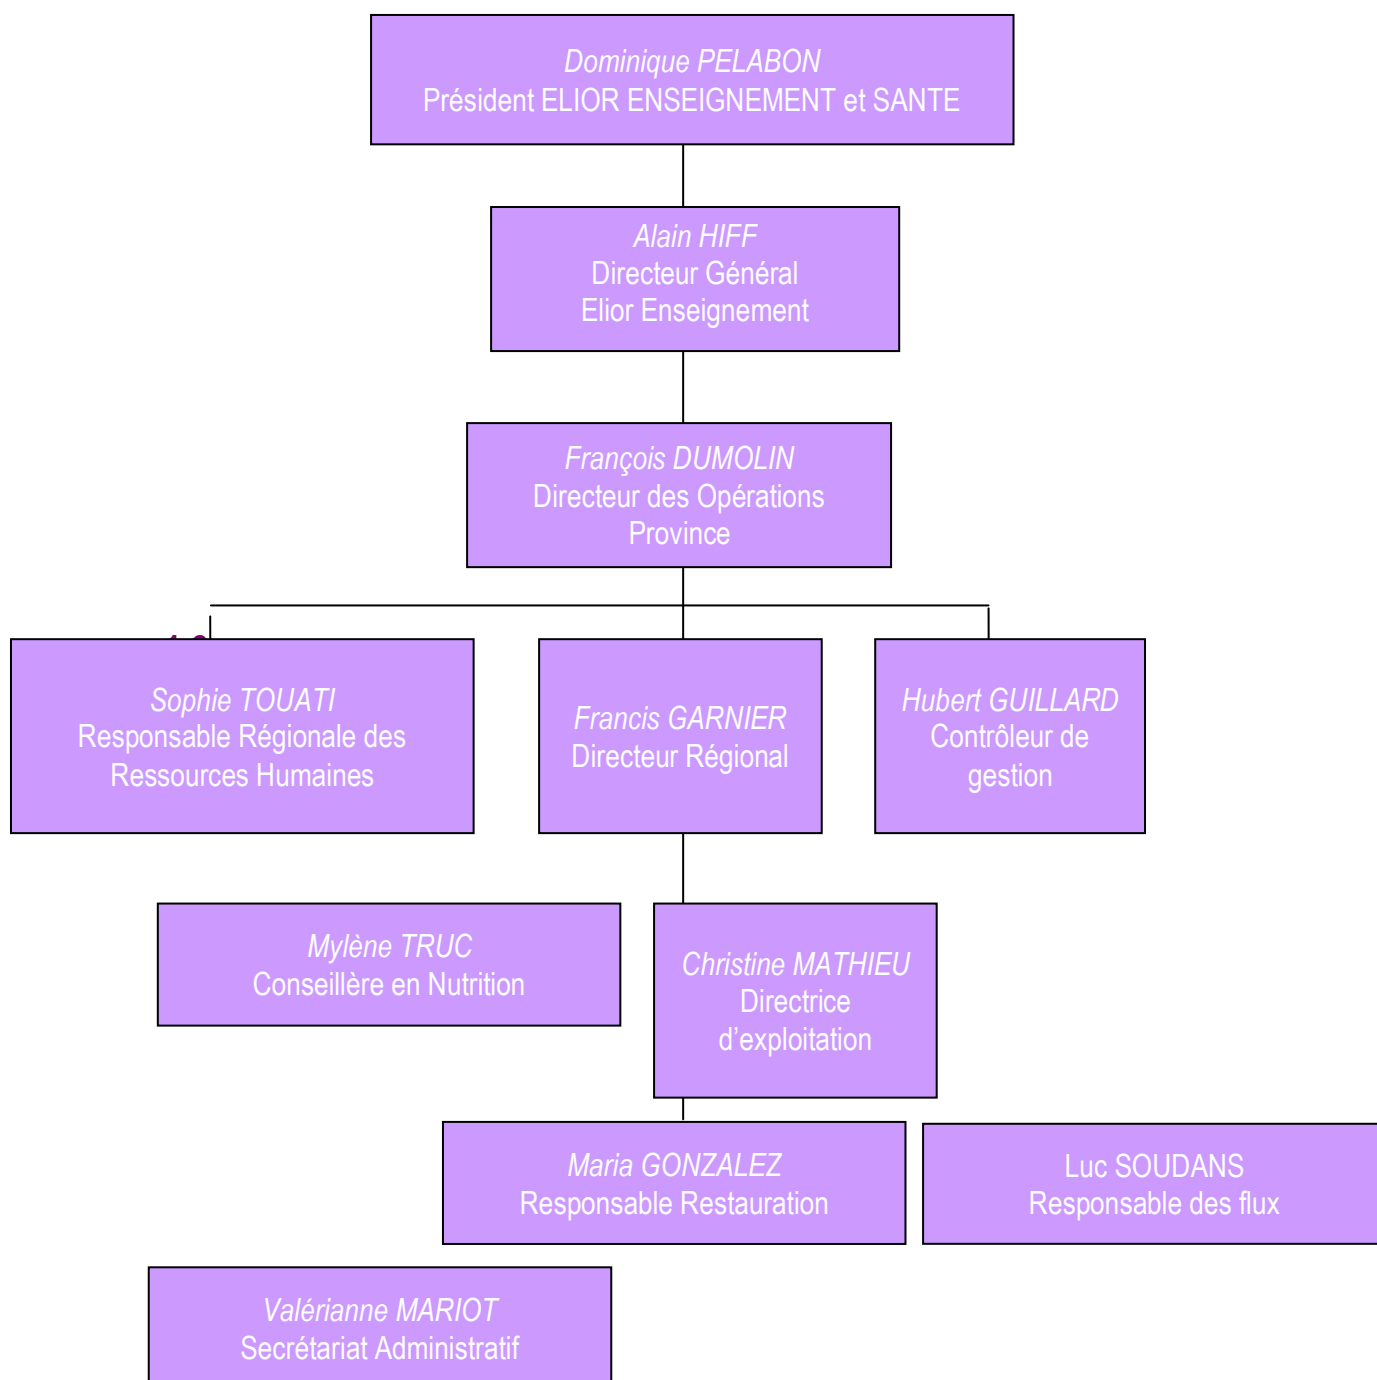 Dominique PELABON
Président ELIOR ENSEIGNEMENT et SANTE
Alain HIFF
Directeur Général
Elior Enseignement
François DUMOLIN
Directeur des Opérations
Province
Sophie TOUATI
Responsable Régionale des
Ressources Humaines
Francis GARNIER
Directeur Régional
Hubert GUILLARD
Contrôleur de
gestion
Mylène TRUC
Conseillère en Nutrition
Christine MATHIEU
Directrice
d’exploitation
Maria GONZALEZ
Responsable Restauration
Luc SOUDANS
Responsable des flux
Valérianne MARIOT
Secrétariat Administratif